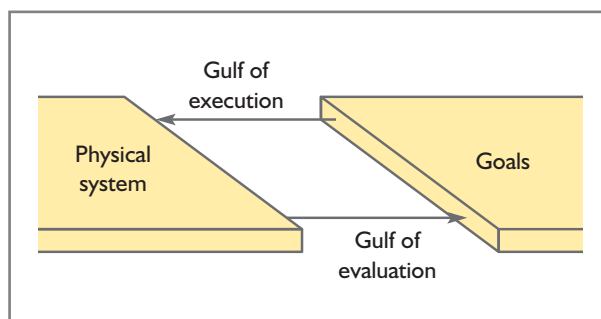 Gulf of
execution
Physical
system
Goals
Gulf of
evaluation